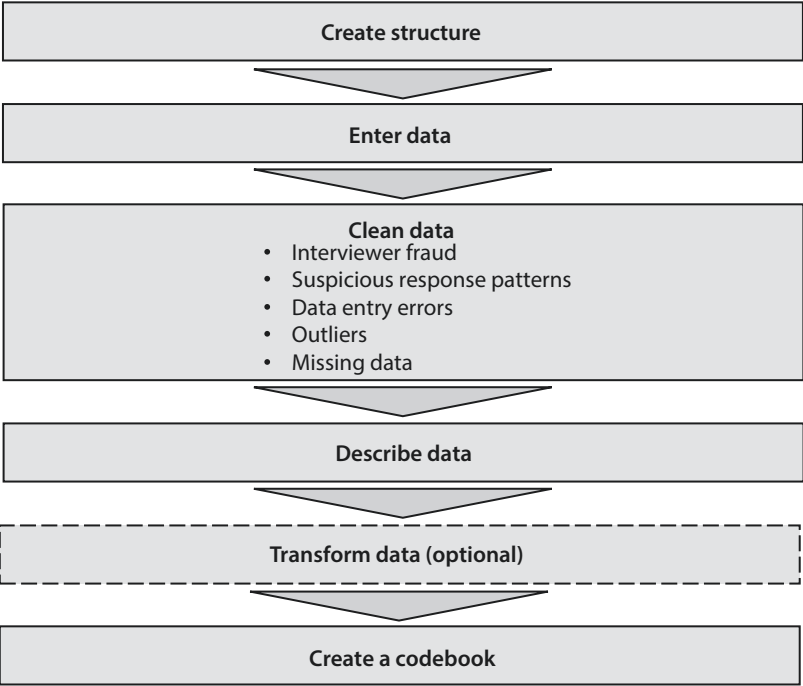 Create structure
Enter data
Clean data
• Interviewer fraud
• Suspicious response patterns
• Data entry errors
• Outliers
• Missing data
Describe data
Transform data (optional)
Create a codebook